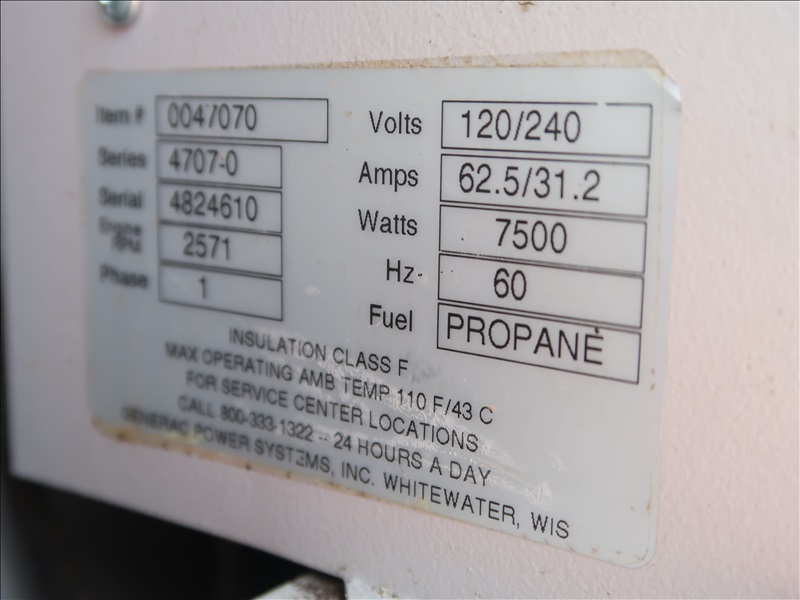 Item # 0047070
Series 4707-0
Serial 4824610
Engine RPM 2571
Phase 1
Volts 120/240
Amps 62.5/31.2
Watts 7500
Hz 60
Fuel PROPANE
INSULATION CLASS F
MAX OPERATING AMB TEMP 110 F/43 C
FOR SERVICE CENTER LOCATIONS
CALL 800-333-1322 -- 24 HOURS A DAY
GENERAC POWER SYSTEMS, INC. WHITEWATER, WIS